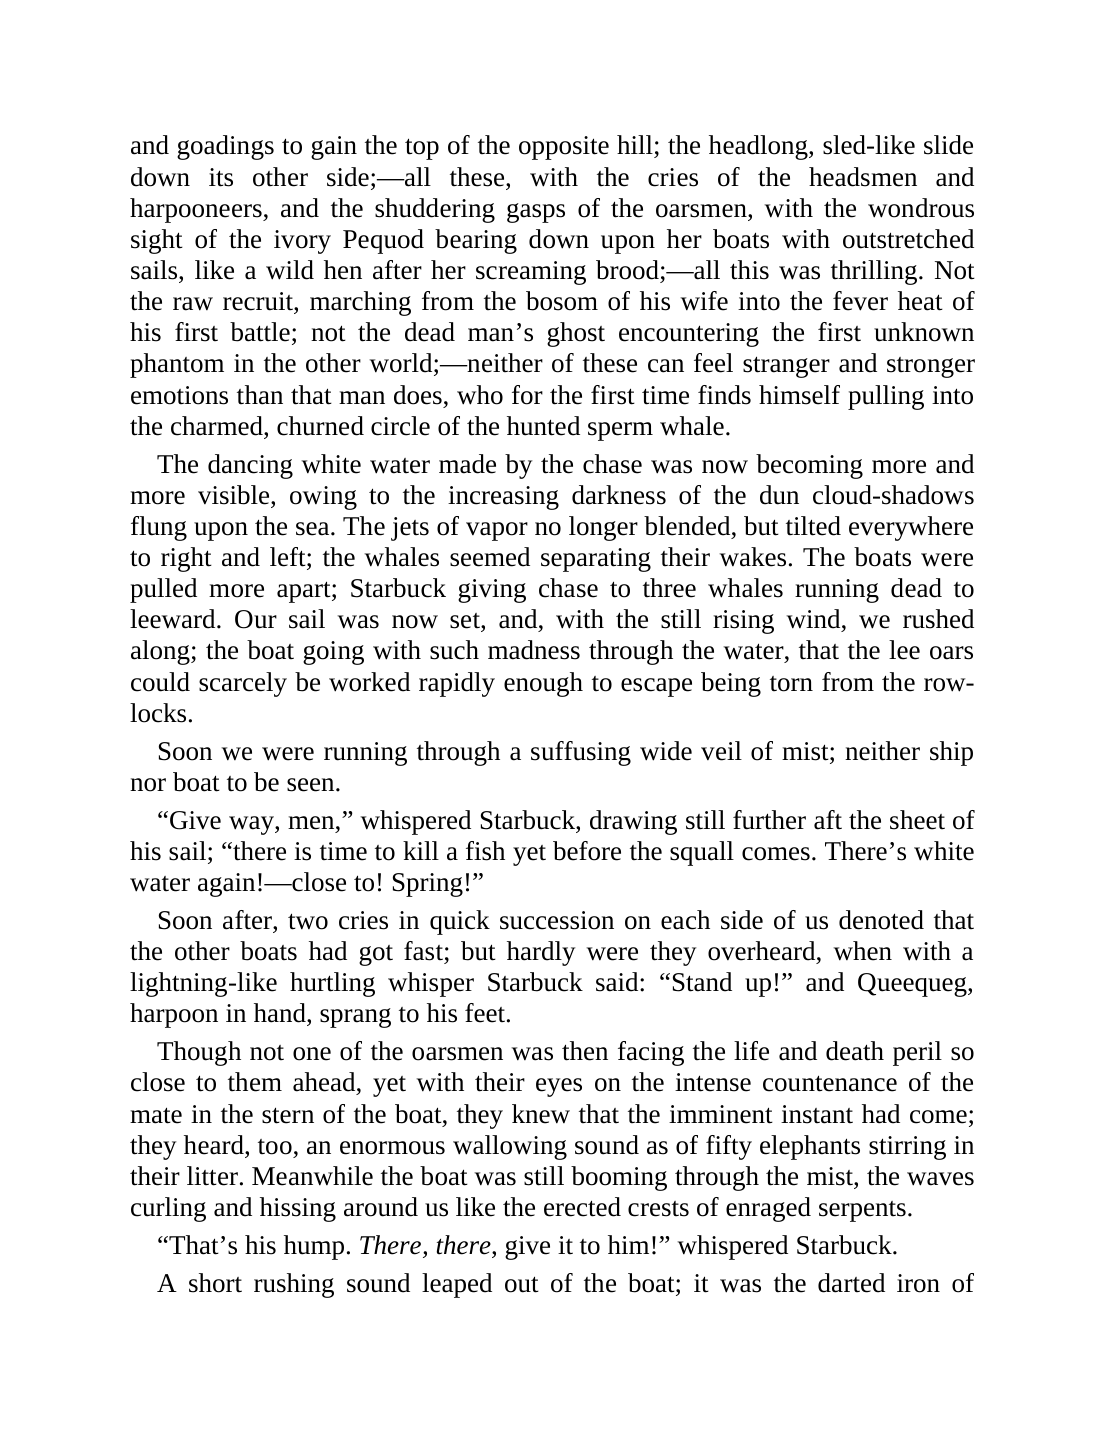 and goadings to gain the top of the opposite hill; the headlong, sled-like slide
down its other side;—all these, with the cries of the headsmen and
harpooneers, and the shuddering gasps of the oarsmen, with the wondrous
sight of the ivory Pequod bearing down upon her boats with outstretched
sails, like a wild hen after her screaming brood;—all this was thrilling. Not
the raw recruit, marching from the bosom of his wife into the fever heat of
his first battle; not the dead man’s ghost encountering the first unknown
phantom in the other world;—neither of these can feel stranger and stronger
emotions than that man does, who for the first time finds himself pulling into
the charmed, churned circle of the hunted sperm whale.
The dancing white water made by the chase was now becoming more and
more visible, owing to the increasing darkness of the dun cloud-shadows
flung upon the sea. The jets of vapor no longer blended, but tilted everywhere
to right and left; the whales seemed separating their wakes. The boats were
pulled more apart; Starbuck giving chase to three whales running dead to
leeward. Our sail was now set, and, with the still rising wind, we rushed
along; the boat going with such madness through the water, that the lee oars
could scarcely be worked rapidly enough to escape being torn from the row-
locks.
Soon we were running through a suffusing wide veil of mist; neither ship
nor boat to be seen.
“Give way, men,” whispered Starbuck, drawing still further aft the sheet of
his sail; “there is time to kill a fish yet before the squall comes. There’s white
water again!—close to! Spring!”
Soon after, two cries in quick succession on each side of us denoted that
the other boats had got fast; but hardly were they overheard, when with a
lightning-like hurtling whisper Starbuck said: “Stand up!” and Queequeg,
harpoon in hand, sprang to his feet.
Though not one of the oarsmen was then facing the life and death peril so
close to them ahead, yet with their eyes on the intense countenance of the
mate in the stern of the boat, they knew that the imminent instant had come;
they heard, too, an enormous wallowing sound as of fifty elephants stirring in
their litter. Meanwhile the boat was still booming through the mist, the waves
curling and hissing around us like the erected crests of enraged serpents.
“That’s his hump. There, there, give it to him!” whispered Starbuck.
A short rushing sound leaped out of the boat; it was the darted iron of